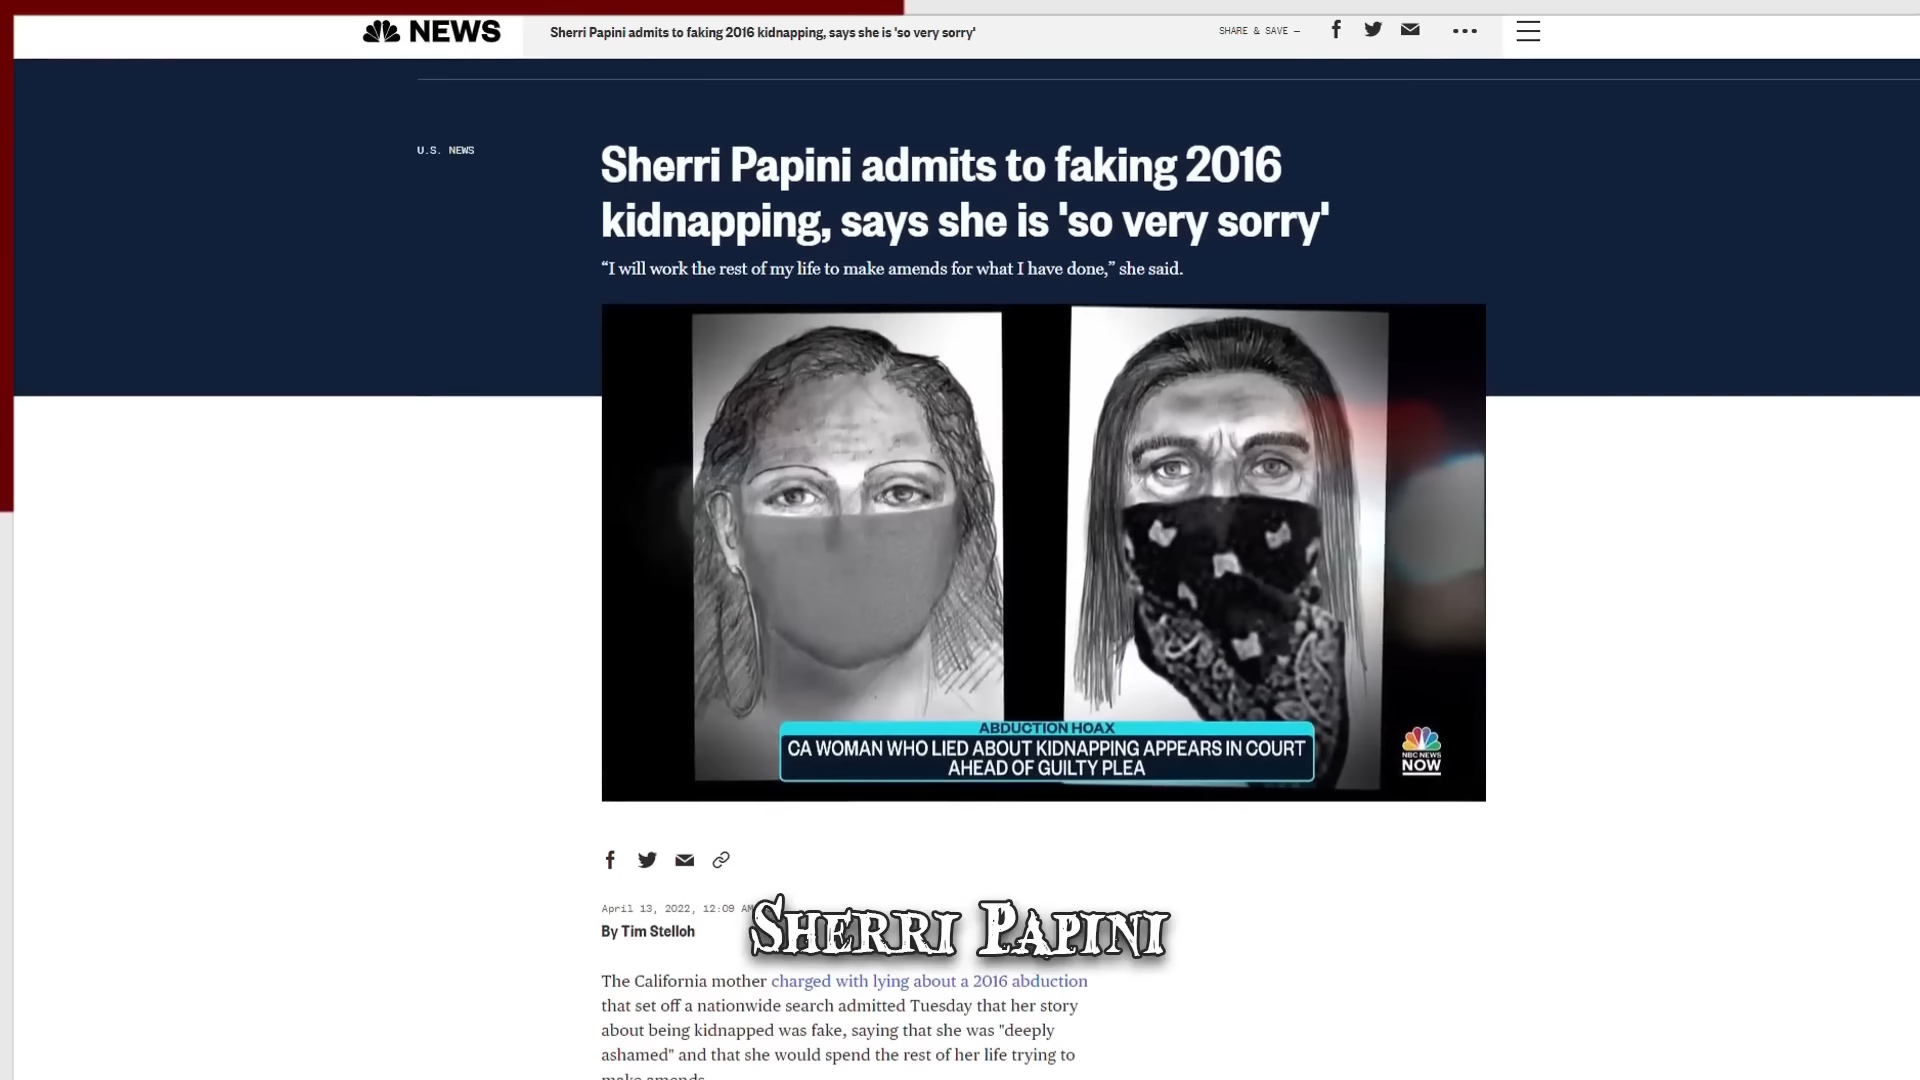 NEWS
Sherri Papini admits to faking 2016 kidnapping, says she is 'so very sorry'
SHARE & SAVE —
U.S. NEWS
Sherri Papini admits to faking 2016
kidnapping, says she is 'so very sorry'
“I will work the rest of my life to make amends for what I have done,” she said.
ABDUCTION HOAX
CA WOMAN WHO LIED ABOUT KIDNAPPING APPEARS IN COURT
AHEAD OF GUILTY PLEA
NBC NEWS
NOW
April 13, 2022, 12:09 AM
By Tim Stelloh
SHERRI PAPINI
The California mother charged with lying about a 2016 abduction
that set off a nationwide search admitted Tuesday that her story
about being kidnapped was fake, saying that she was "deeply
ashamed" and that she would spend the rest of her life trying to
make amends.